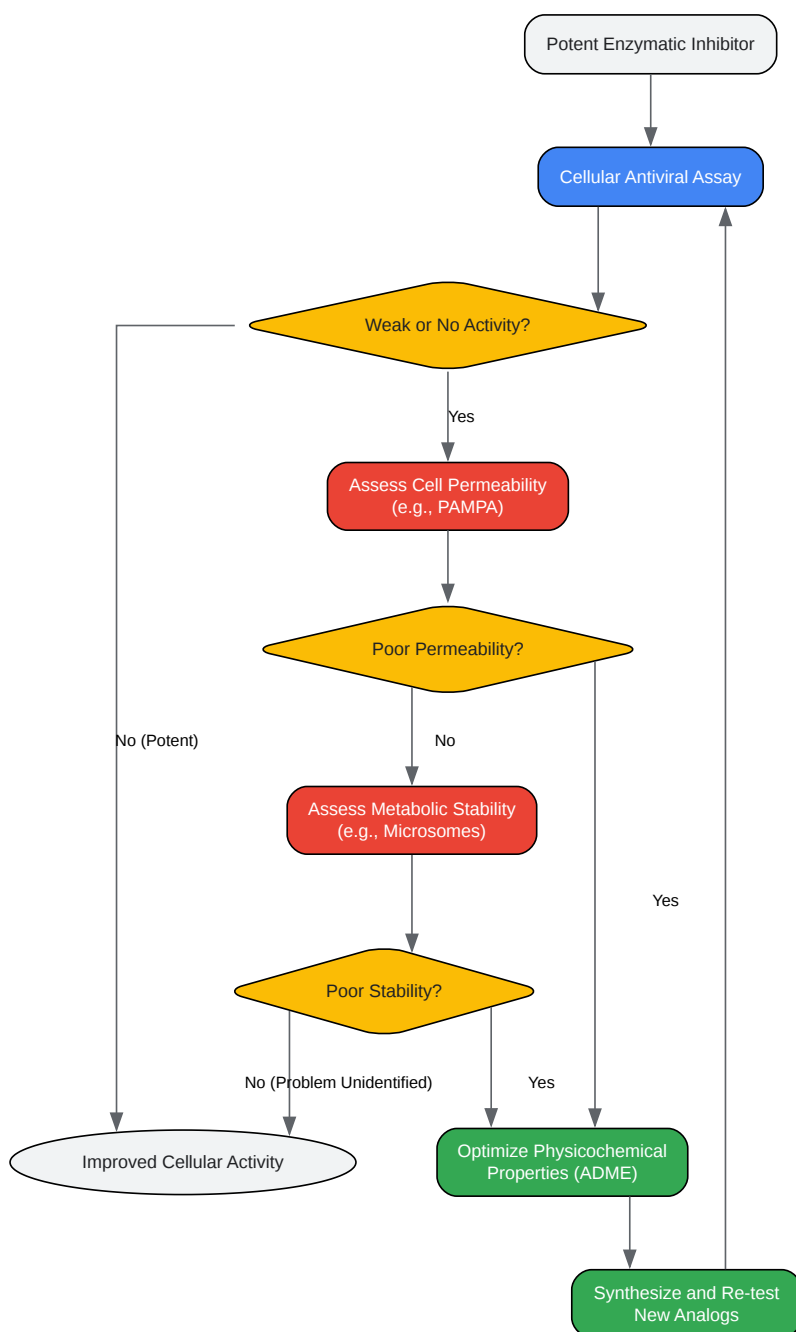 Potent Enzymatic Inhibitor
Cellular Antiviral Assay
Weak or No Activity?
Yes
Assess Cell Permeability
(e.g., PAMPA)
Poor Permeability?
No (Potent)
No
Assess Metabolic Stability
(e.g., Microsomes)
Yes
Poor Stability?
No (Problem Unidentified)
Yes
Improved Cellular Activity
Optimize Physicochemical
Properties (ADME)
Synthesize and Re-test
New Analogs